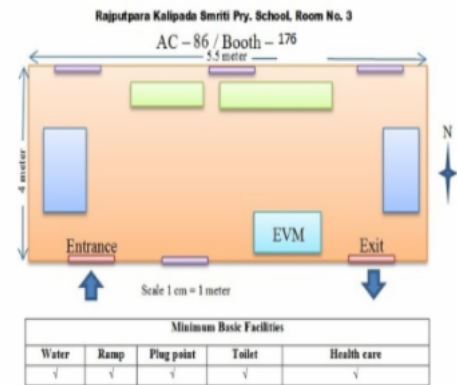 Rajputpara Kalipada Smriti Pry. School, Room No. 3
AC – 86 / Booth – 176
5.5 meter
4 meter
N
EVM
Entrance
Exit
Scale 1 cm = 1 meter
Minimum Basic Facilities
Water Ramp Plug point Toilet Health care
√ √ √ √ √